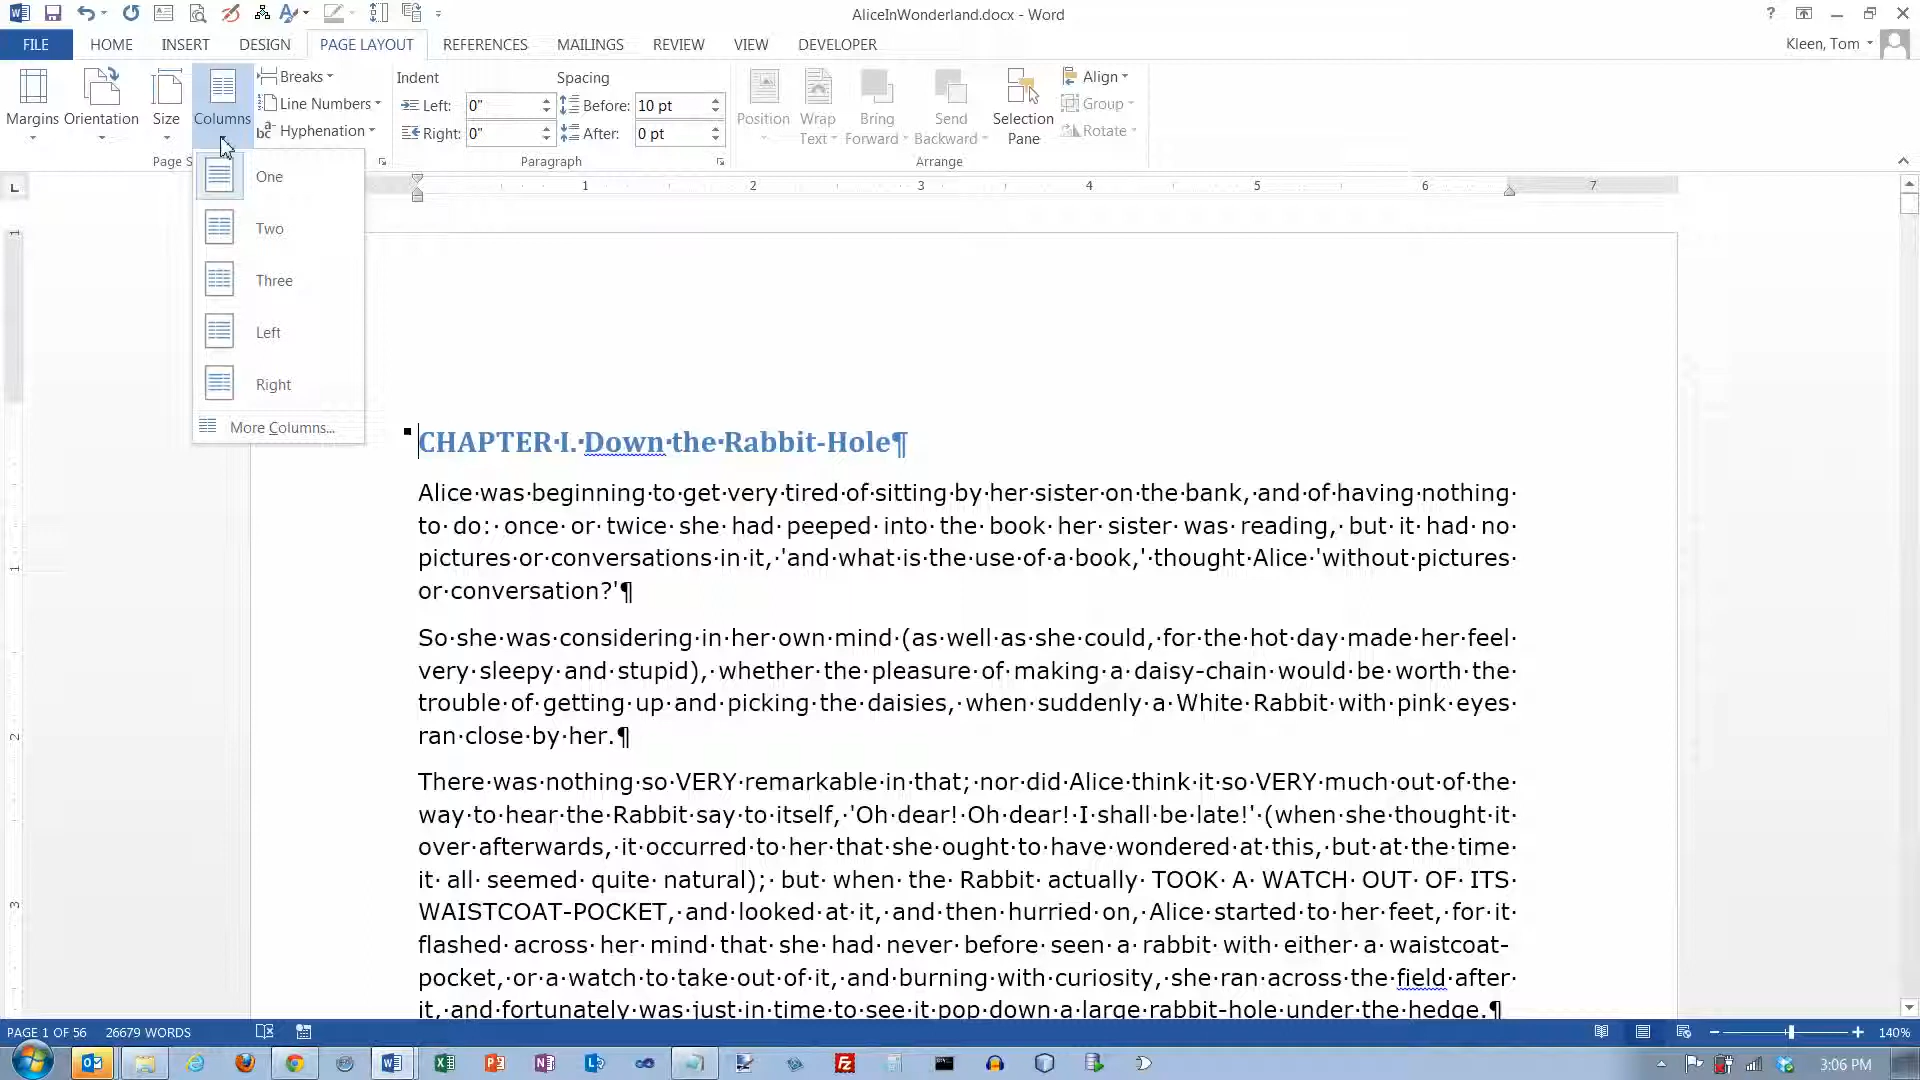 AliceInWonderland.docx - Word
FILE HOME INSERT DESIGN PAGE LAYOUT REFERENCES MAILINGS REVIEW VIEW DEVELOPER Kleen, Tom
Margins Orientation Size Columns
Breaks
Line Numbers
Hyphenation
Page S
Indent Spacing
Left: 0" Before: 10 pt
Right: 0" After: 0 pt
Paragraph
Position Wrap Text Bring Forward Send Backward Selection Pane
Align
Group
Rotate
Arrange
One
Two
Three
Left
Right
More Columns...
L 1 2 3 4 5 6 7
1
1
2
3
CHAPTER·I.·Down·the·Rabbit-Hole¶
Alice·was·beginning·to·get·very·tired·of·sitting·by·her·sister·on·the·bank,·and·of·having·nothing·
to·do:·once·or·twice·she·had·peeped·into·the·book·her·sister·was·reading,·but·it·had·no·
pictures·or·conversations·in·it,·'and·what·is·the·use·of·a·book,'·thought·Alice·'without·pictures·
or·conversation?'¶
So·she·was·considering·in·her·own·mind·(as·well·as·she·could,·for·the·hot·day·made·her·feel·
very·sleepy·and·stupid),·whether·the·pleasure·of·making·a·daisy-chain·would·be·worth·the·
trouble·of·getting·up·and·picking·the·daisies,·when·suddenly·a·White·Rabbit·with·pink·eyes·
ran·close·by·her.¶
There·was·nothing·so·VERY·remarkable·in·that;·nor·did·Alice·think·it·so·VERY·much·out·of·the·
way·to·hear·the·Rabbit·say·to·itself,·'Oh·dear!·Oh·dear!·I·shall·be·late!'·(when·she·thought·it·
over·afterwards,·it·occurred·to·her·that·she·ought·to·have·wondered·at·this,·but·at·the·time·
it·all·seemed·quite·natural);·but·when·the·Rabbit·actually·TOOK·A·WATCH·OUT·OF·ITS·
WAISTCOAT-POCKET,·and·looked·at·it,·and·then·hurried·on,·Alice·started·to·her·feet,·for·it·
flashed·across·her·mind·that·she·had·never·before·seen·a·rabbit·with·either·a·waistcoat-
pocket,·or·a·watch·to·take·out·of·it,·and·burning·with·curiosity,·she·ran·across·the·field·after·
it,·and·fortunately·was·just·in·time·to·see·it·pop·down·a·large·rabbit-hole·under·the·hedge.¶
PAGE 1 OF 56 26679 WORDS 140%
3:06 PM